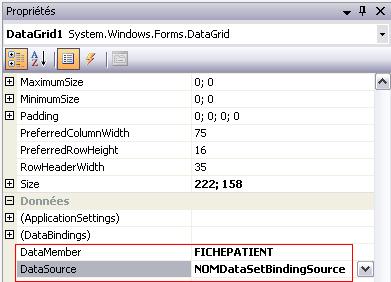 Propriétés
DataGrid1 System.Windows.Forms.DataGrid
MaximumSize 0; 0
MinimumSize 0; 0
Padding 0; 0; 0; 0
PreferredColumnWidth 75
PreferredRowHeight 16
RowHeaderWidth 35
Size 222; 158
Données
(ApplicationSettings)
(DataBindings)
DataMember FICHEPATIENT
DataSource NOMDataSetBindingSource